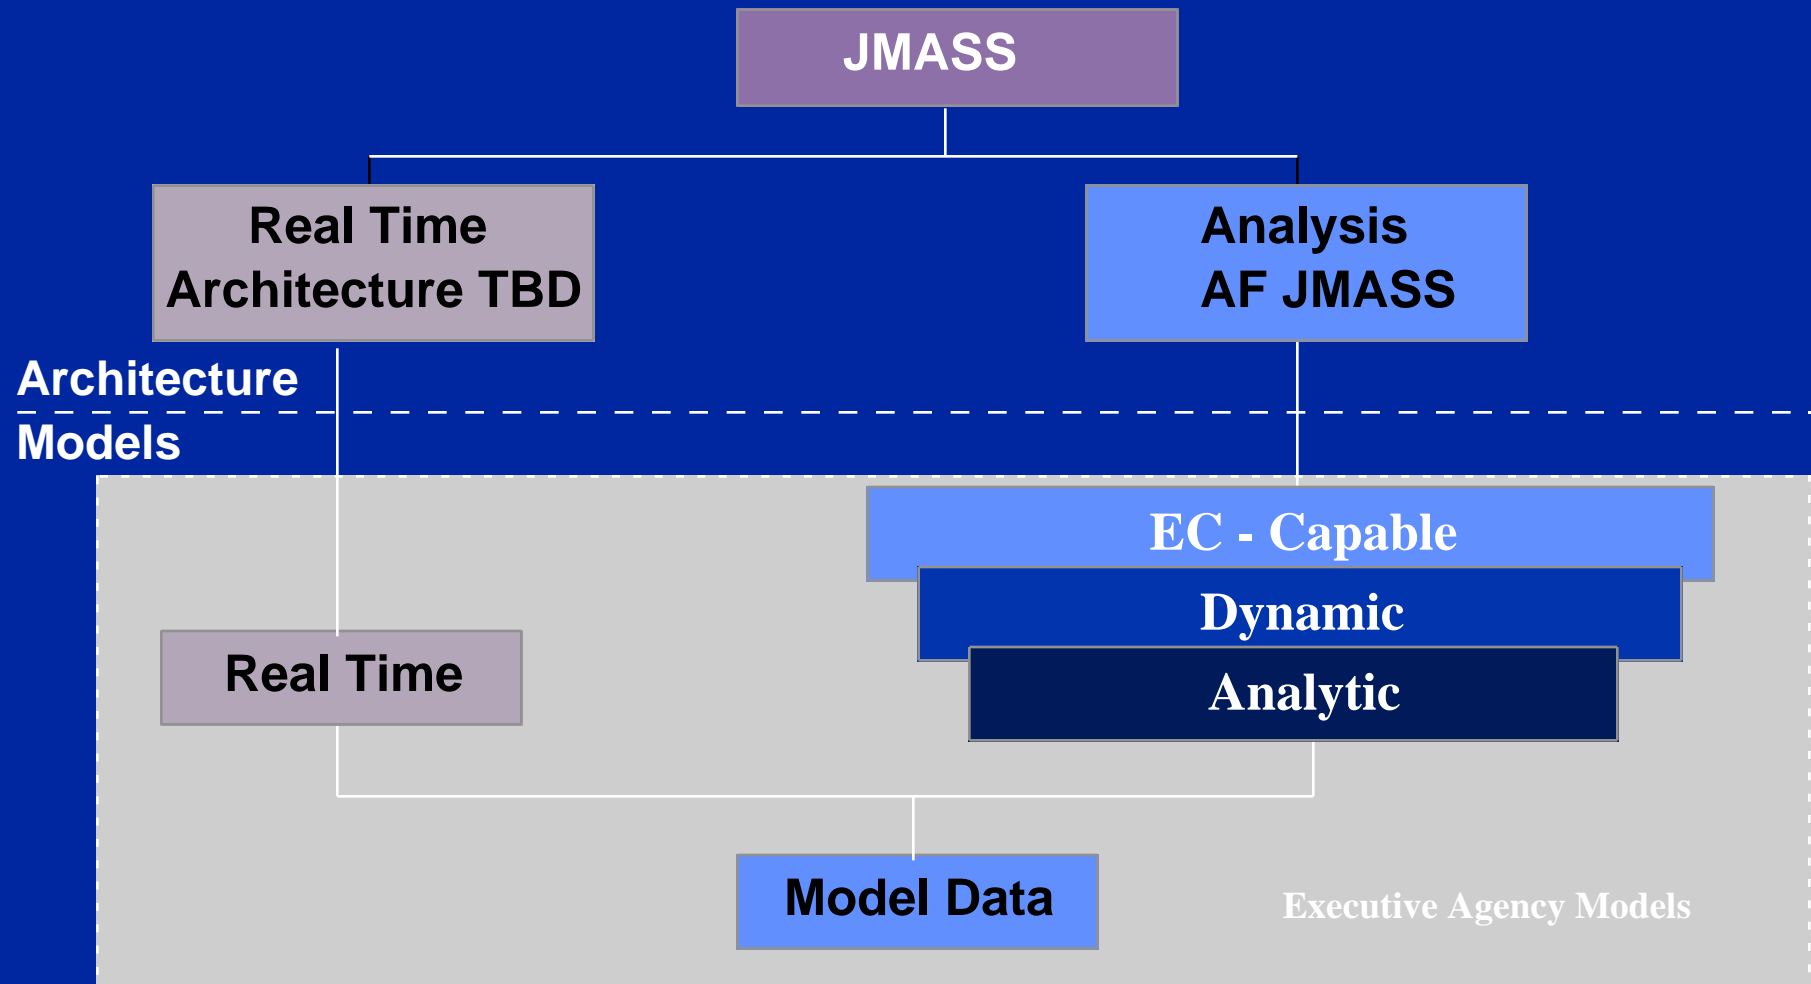 JMASS
Real Time
Architecture TBD
Analysis
AF JMASS
Architecture
Models
EC - Capable
Dynamic
Real Time
Analytic
Model Data
Executive Agency Models